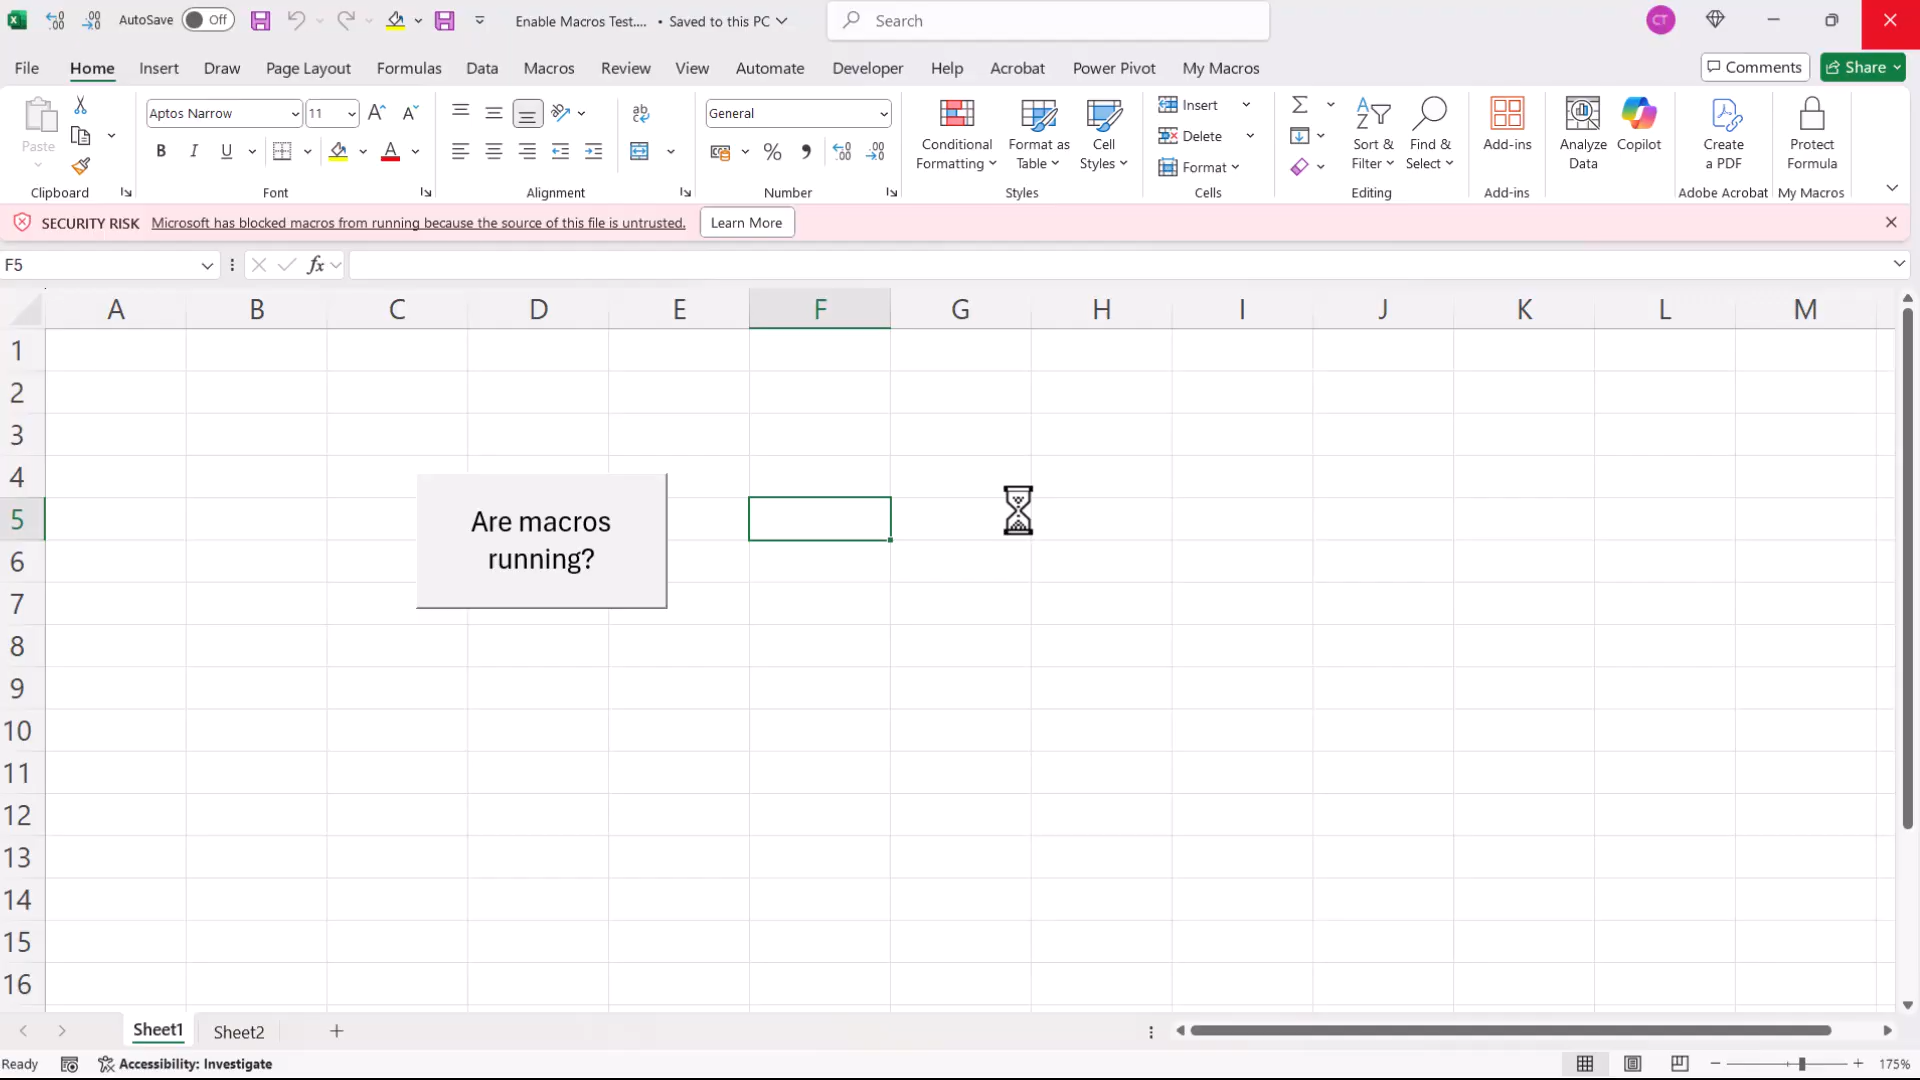 AutoSave Off Enable Macros Test.... • Saved to this PC Search CT
File Home Insert Draw Page Layout Formulas Data Macros Review View Automate Developer Help Acrobat Power Pivot My Macros Comments Share
Paste
Clipboard
Aptos Narrow 11
B I U A
Font
ab
Alignment
General
% ,
Number
Conditional
Formatting
Format as
Table
Cell
Styles
Styles
Insert
Delete
Format
Cells
Sort &
Filter
Find &
Select
Editing
Add-ins
Add-ins
Analyze
Data
Copilot
Create
a PDF
Adobe Acrobat
Protect
Formula
My Macros
SECURITY RISK Microsoft has blocked macros from running because the source of this file is untrusted. Learn More
F5 fx
A B C D E F G H I J K L M
1
2
3
4
5
6
7
8
9
10
11
12
13
14
15
16
Are macros
running?
Sheet1 Sheet2
Ready Accessibility: Investigate 175%